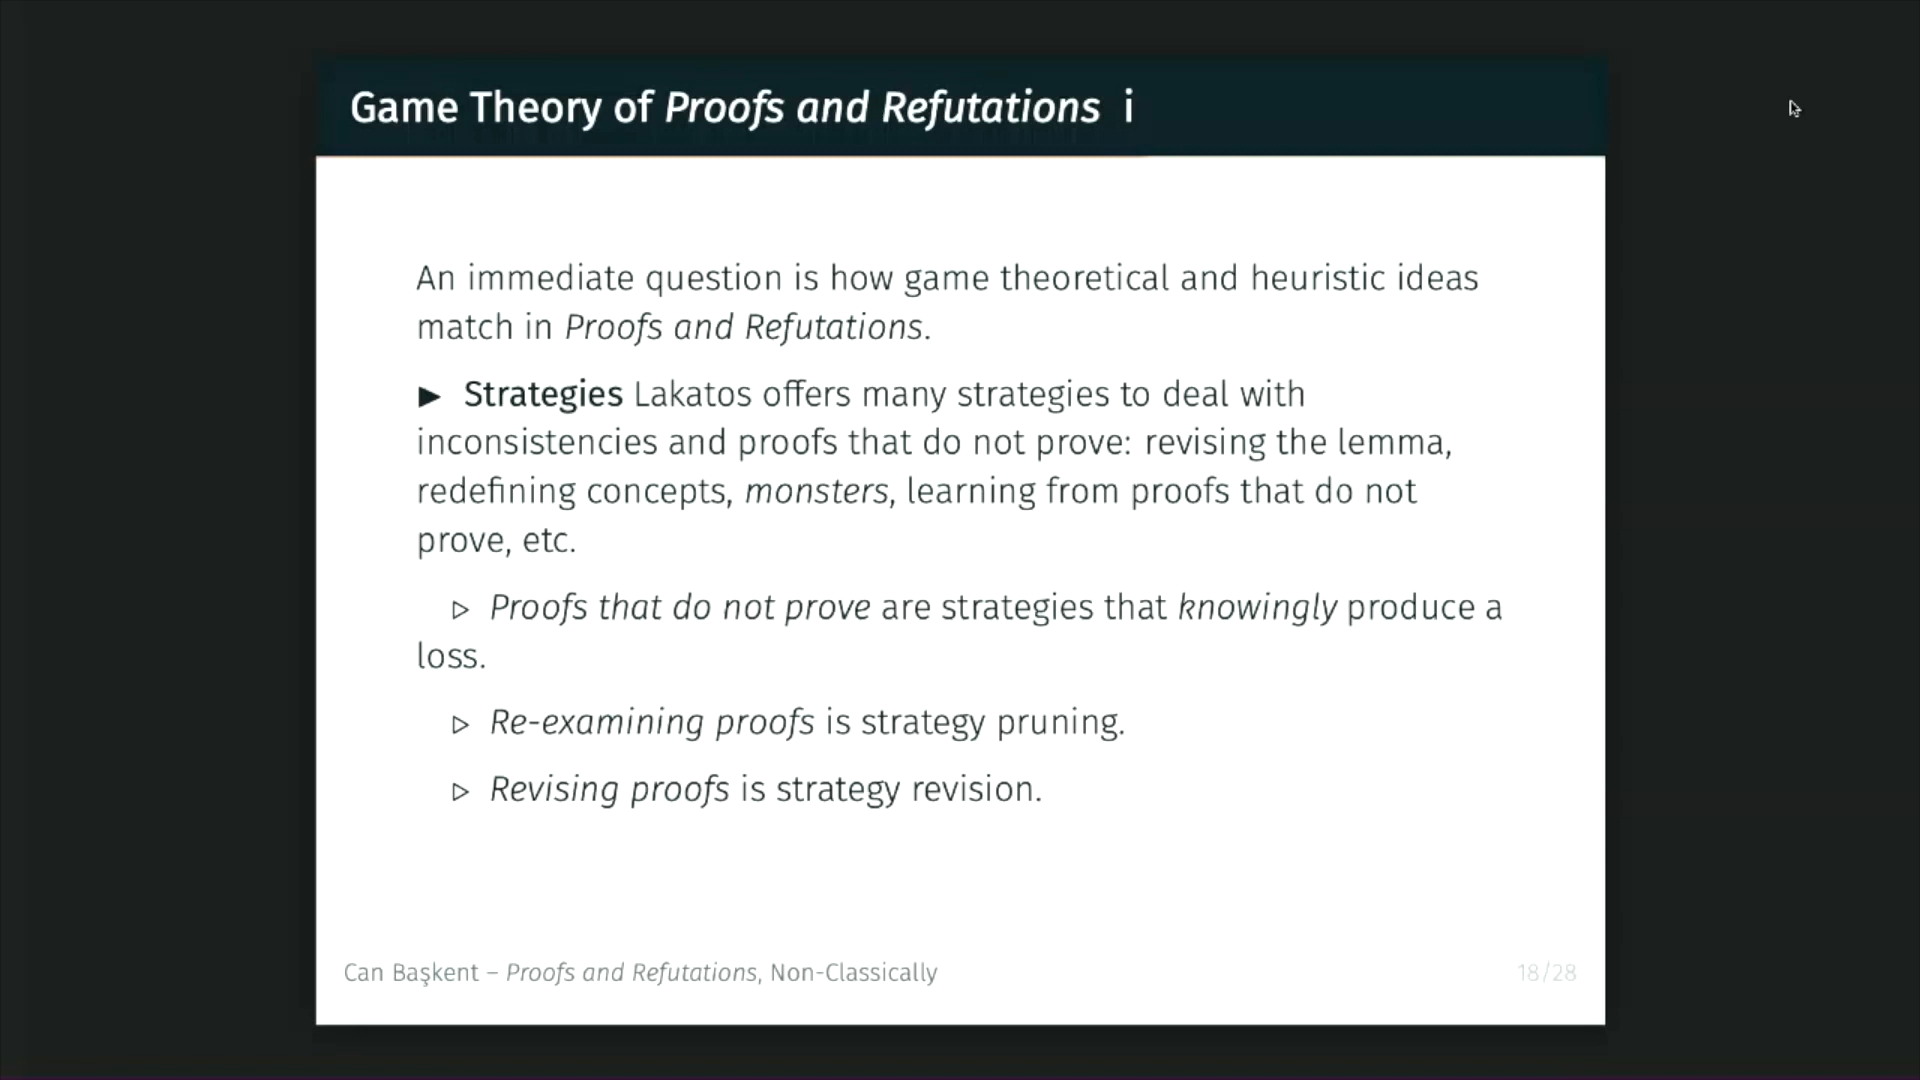 Game Theory of Proofs and Refutations i
An immediate question is how game theoretical and heuristic ideas
match in Proofs and Refutations.
▶ Strategies Lakatos offers many strategies to deal with
inconsistencies and proofs that do not prove: revising the lemma,
redefining concepts, monsters, learning from proofs that do not
prove, etc.
▷ Proofs that do not prove are strategies that knowingly produce a
loss.
▷ Re-examining proofs is strategy pruning.
▷ Revising proofs is strategy revision.
Can Başkent – Proofs and Refutations, Non-Classically
18/28